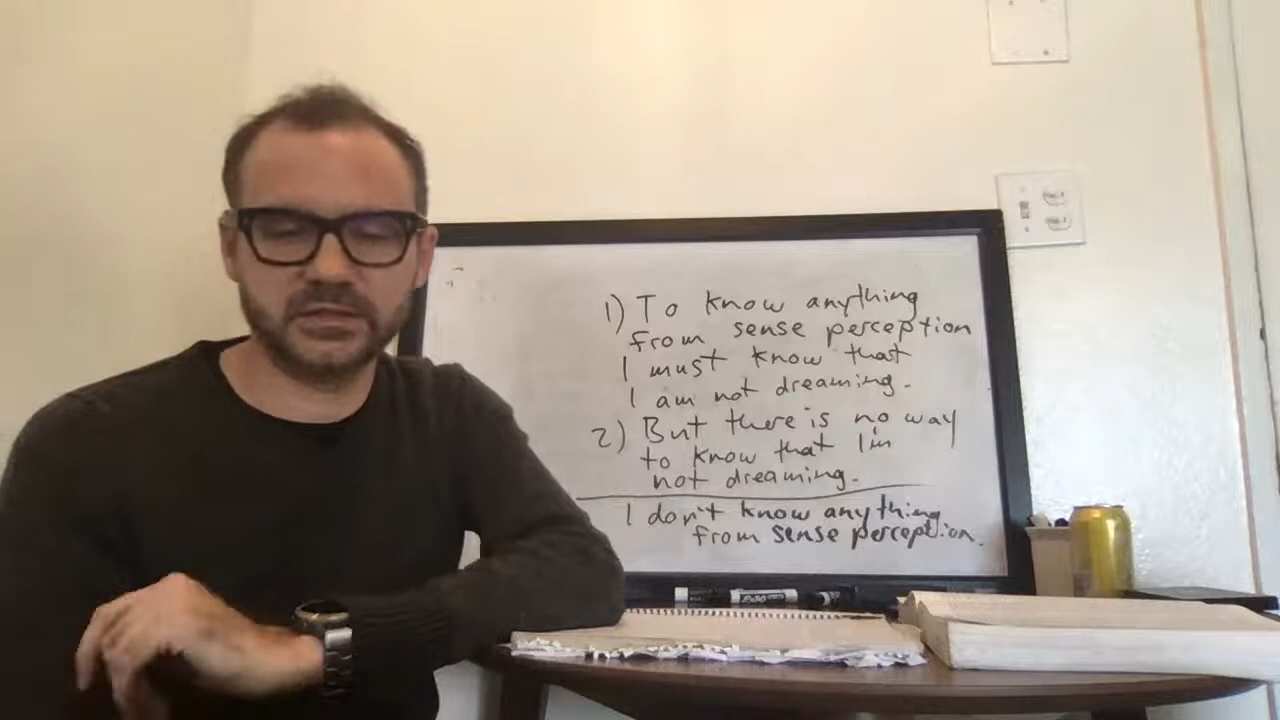 1) To know anything
from sense perception
I must know that
I am not dreaming.
2) But there is no way
to know that I'm
not dreaming.
I don't know anything
from sense perception.
EXPO